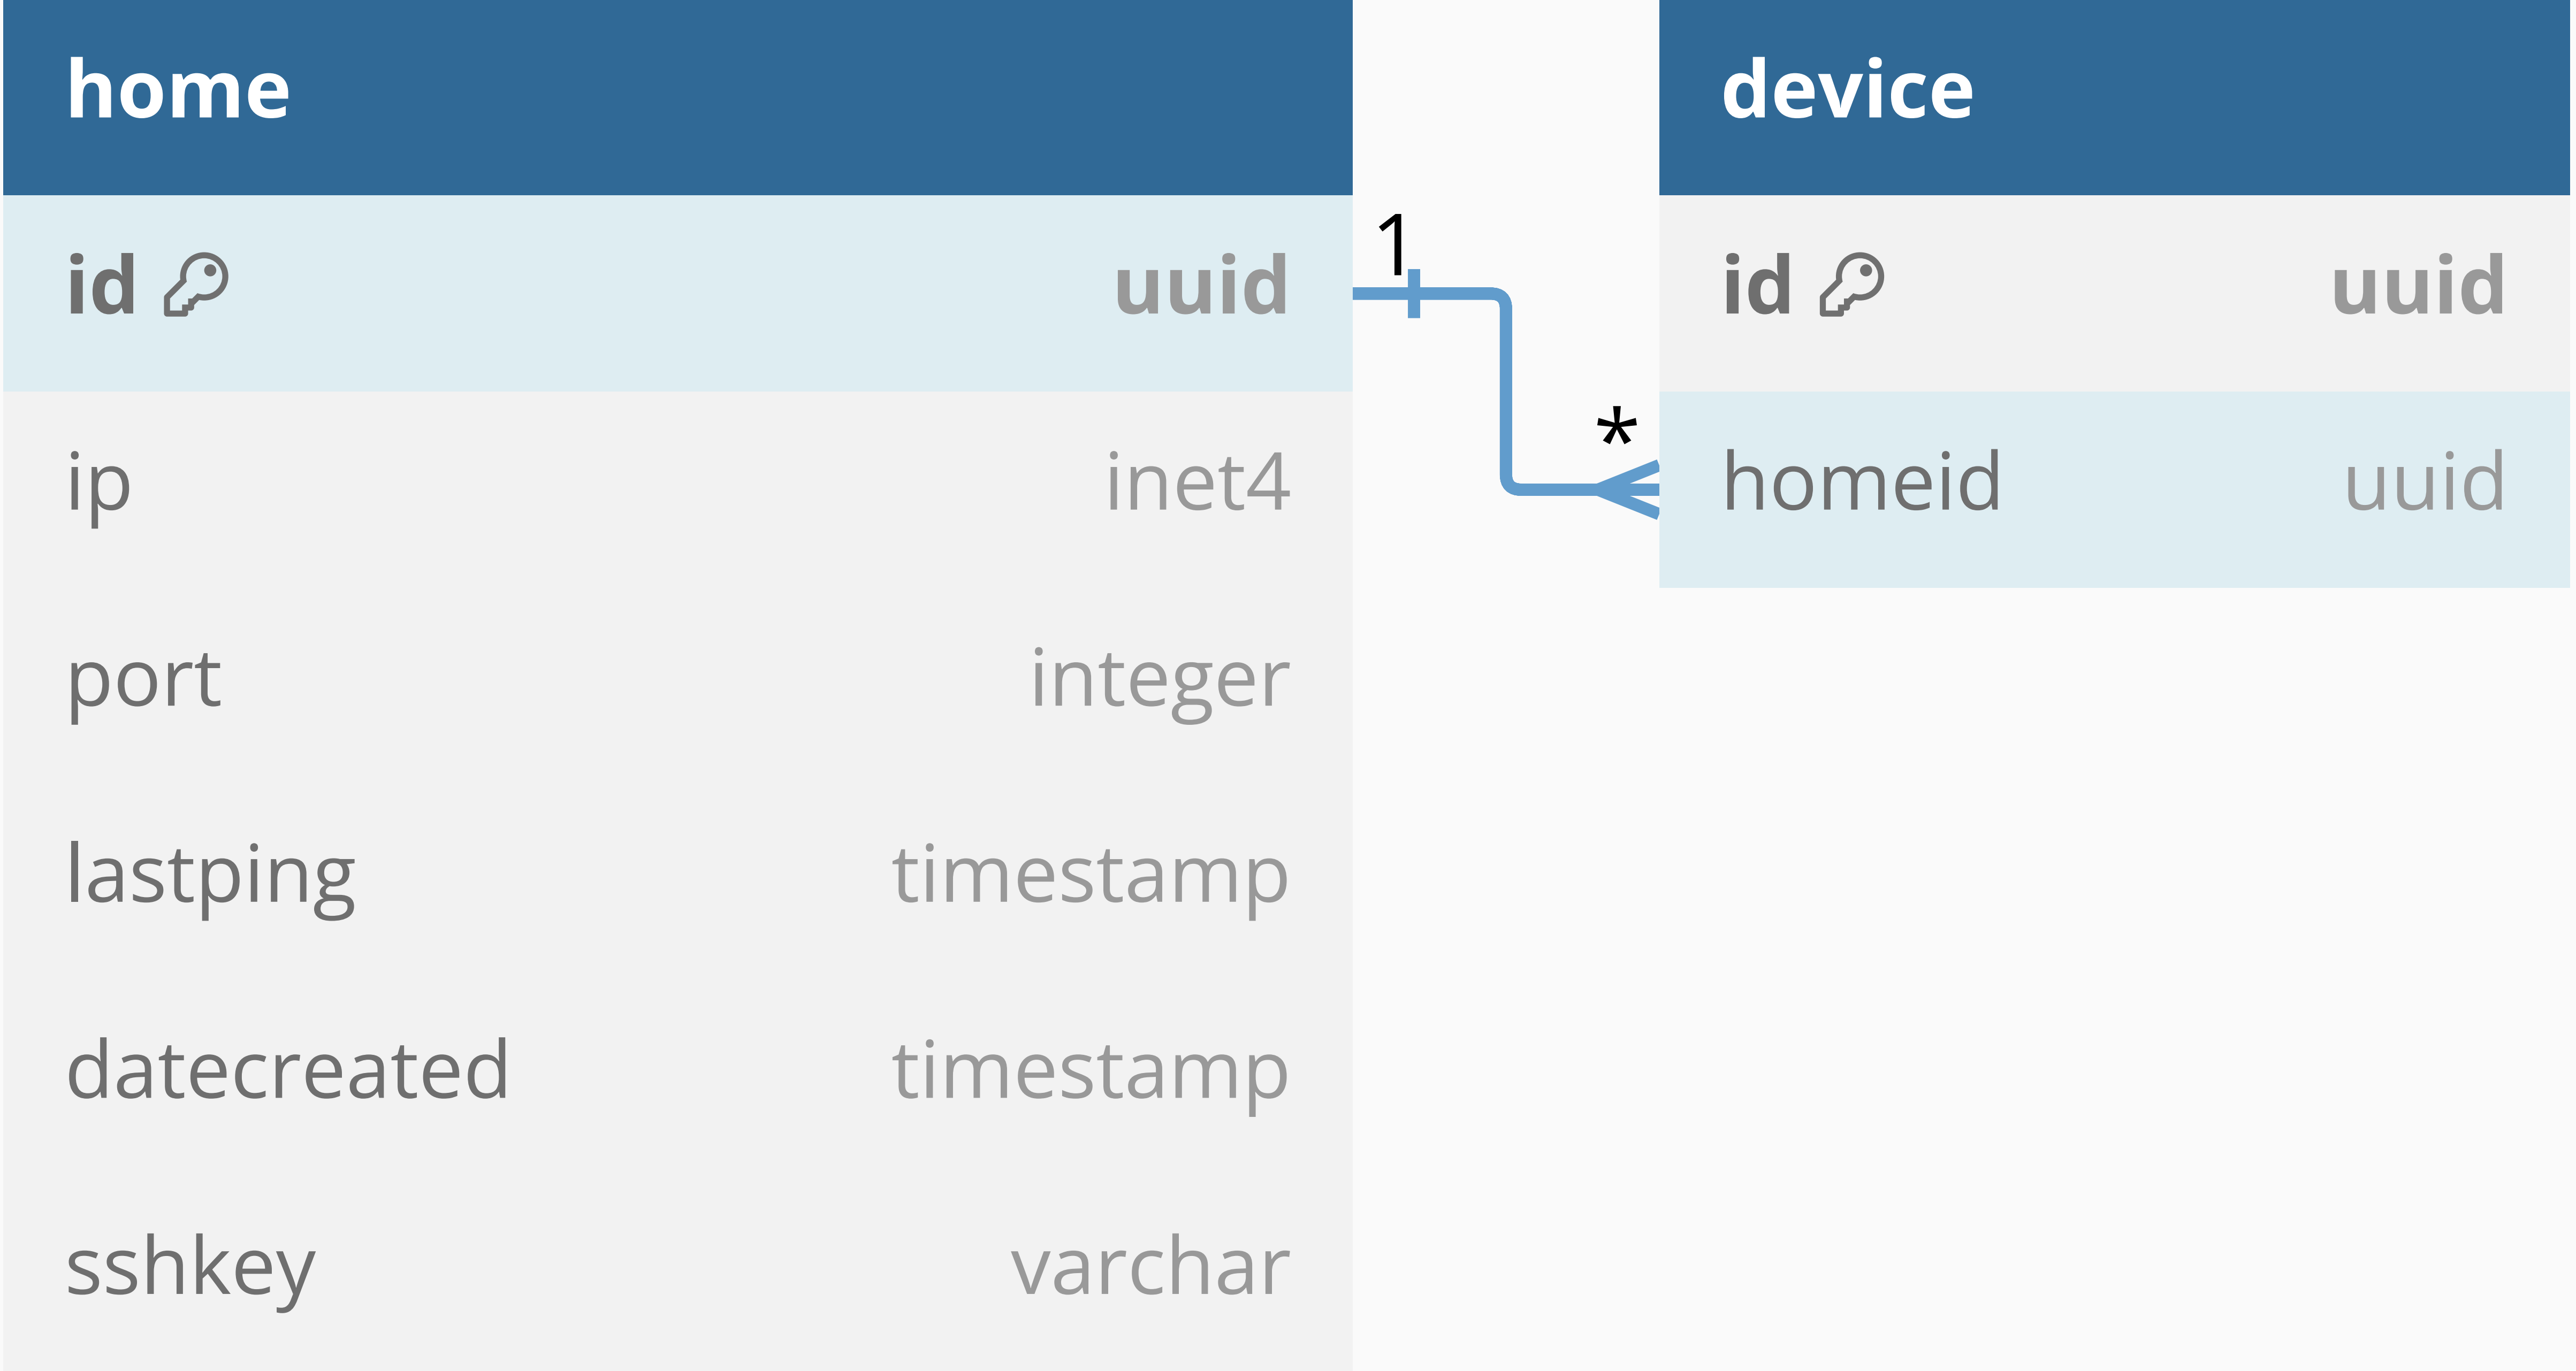 home
id uuid
ip inet4
port integer
lastping timestamp
datecreated timestamp
sshkey varchar
1
*
device
id uuid
homeid uuid